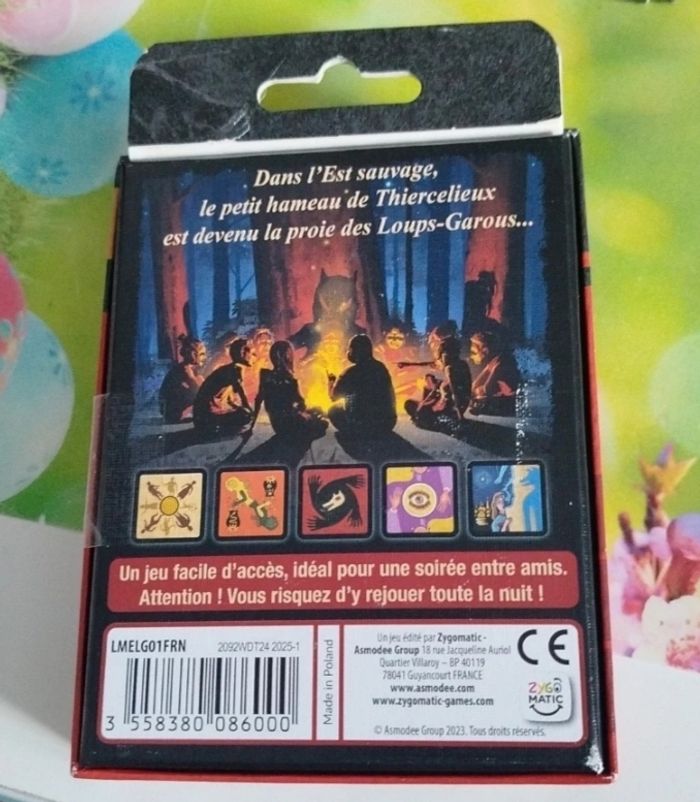 Dans l'Est sauvage,
le petit hameau de Thiercelieux
est devenu la proie des Loups-Garous...
Un jeu facile d'accès, idéal pour une soirée entre amis.
Attention ! Vous risquez d'y rejouer toute la nuit !
LMELG01FRN 2092WDT24 2025-1
3 558380 086000
Made in Poland
Un jeu édité par Zygomatic -
Asmodee Group 18 rue Jacqueline Auriol
Quartier Villaroy – BP 40119
78041 Guyancourt FRANCE
www.asmodee.com
www.zygomatic-games.com
CE
ZYGO
MATIC
© Asmodee Group 2023. Tous droits réservés.